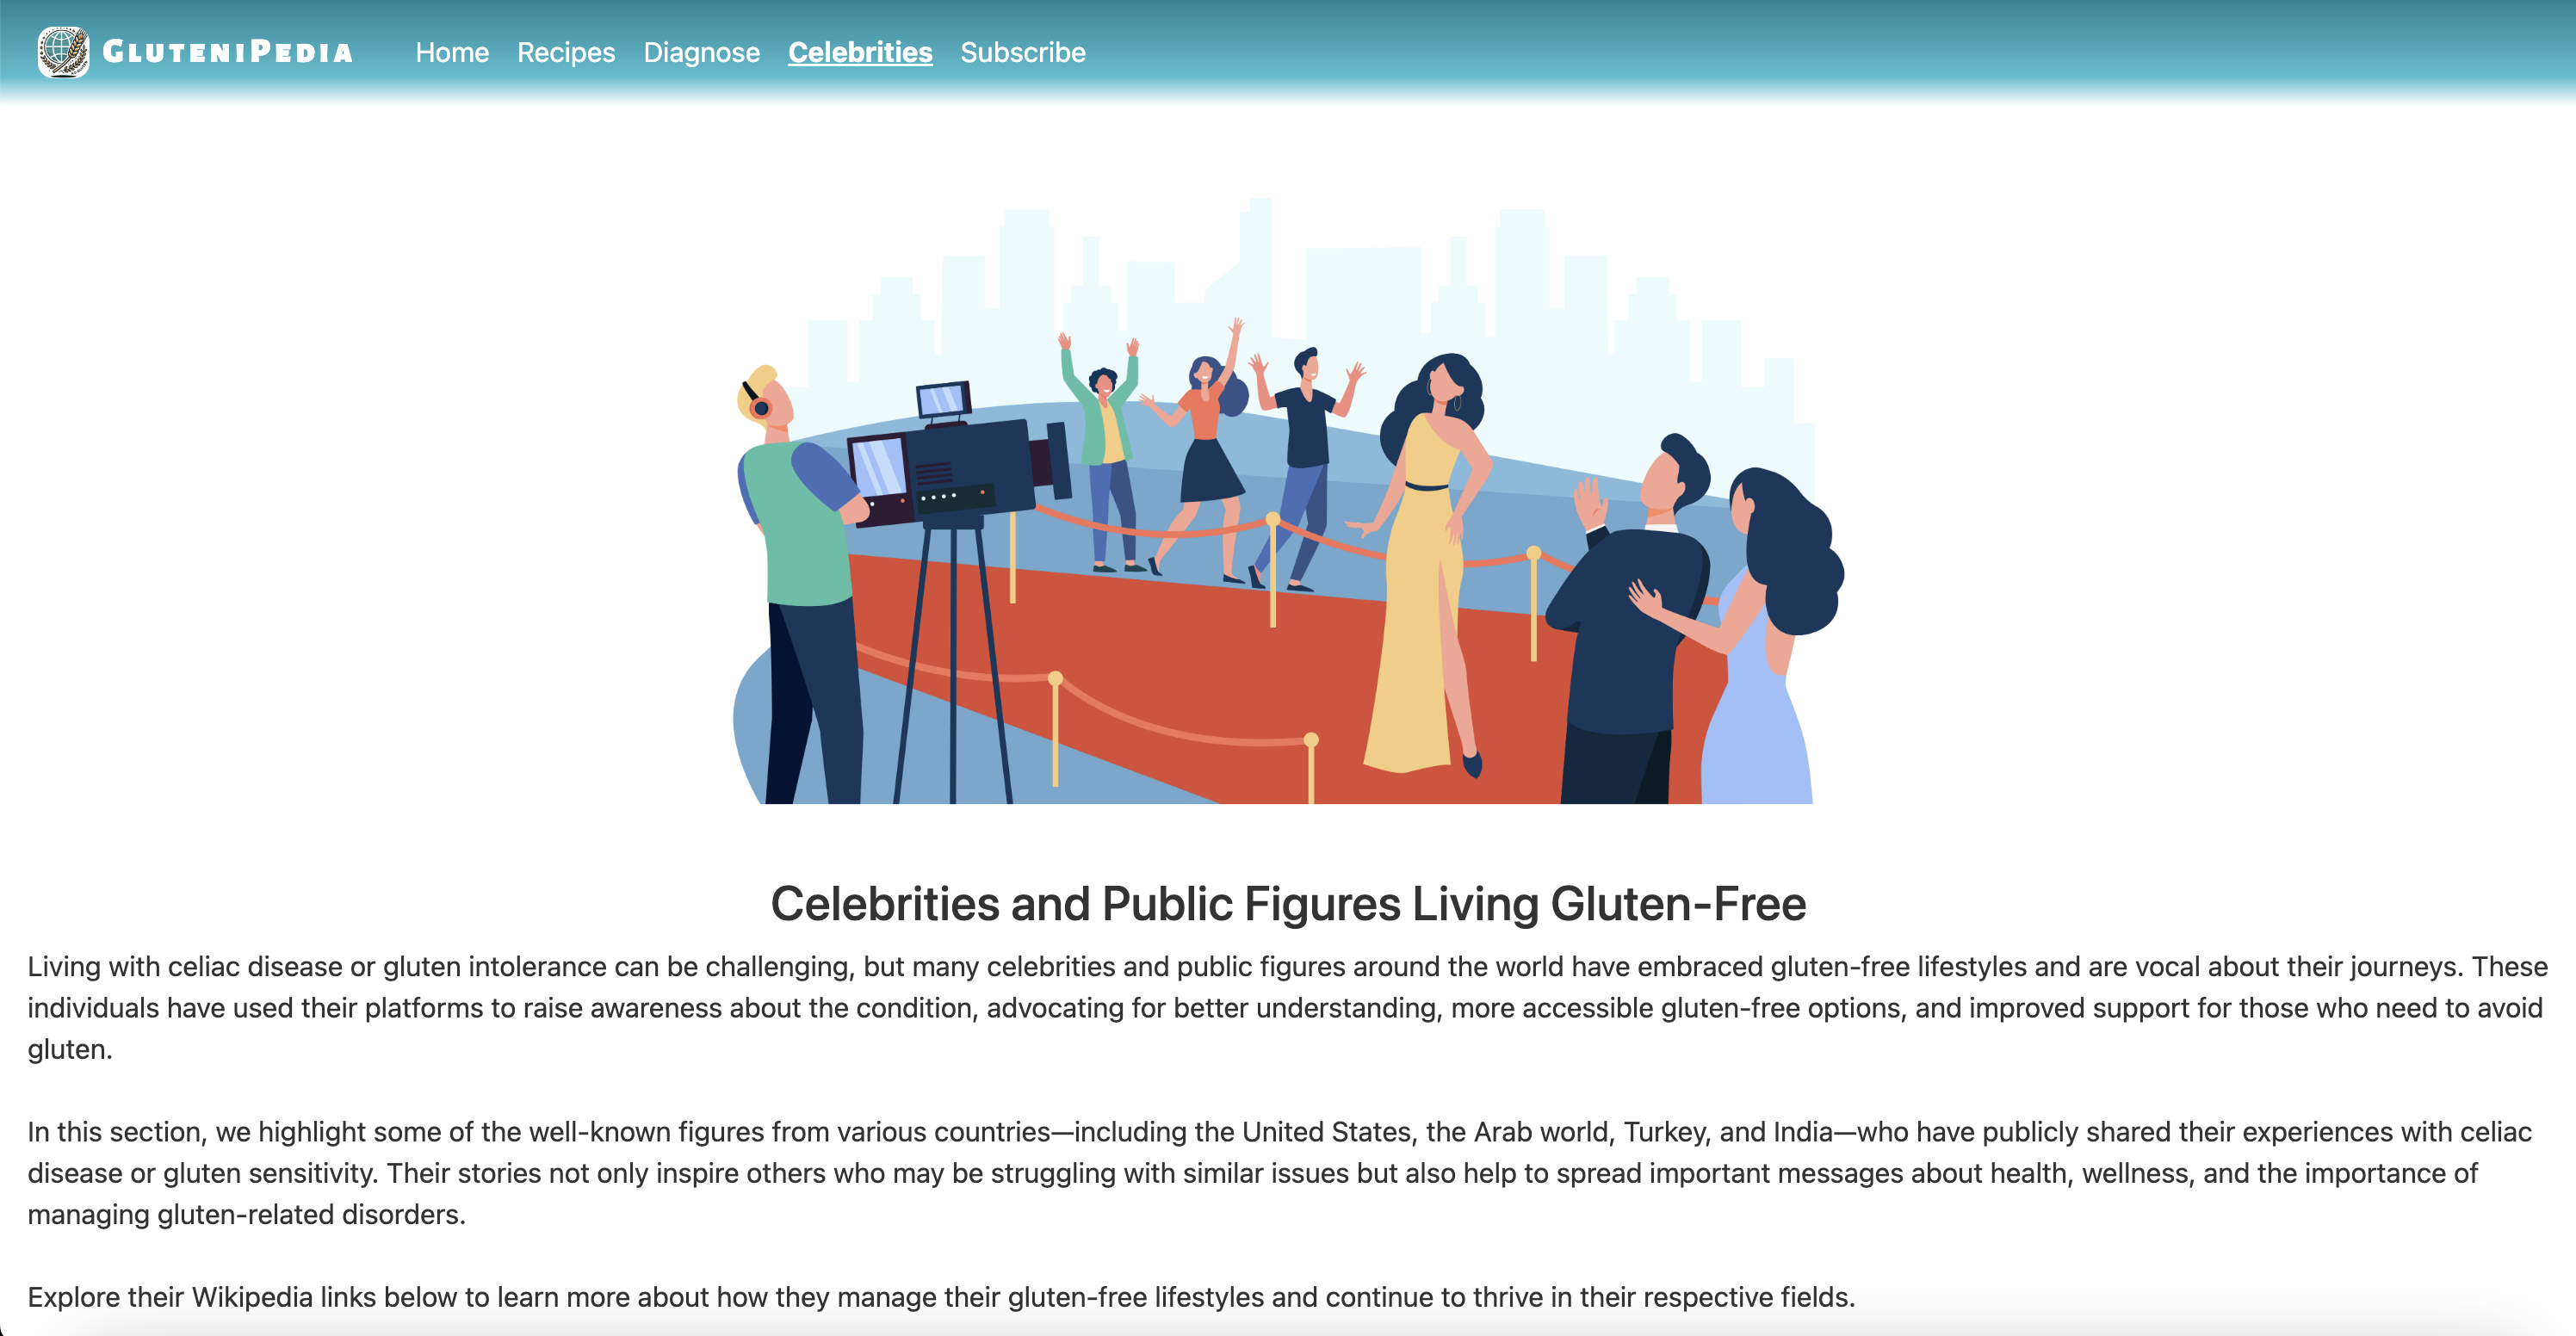 GLUTENIPEDIA Home Recipes Diagnose Celebrities Subscribe
Celebrities and Public Figures Living Gluten-Free
Living with celiac disease or gluten intolerance can be challenging, but many celebrities and public figures around the world have embraced gluten-free lifestyles and are vocal about their journeys. These
individuals have used their platforms to raise awareness about the condition, advocating for better understanding, more accessible gluten-free options, and improved support for those who need to avoid
gluten.
In this section, we highlight some of the well-known figures from various countries—including the United States, the Arab world, Turkey, and India—who have publicly shared their experiences with celiac
disease or gluten sensitivity. Their stories not only inspire others who may be struggling with similar issues but also help to spread important messages about health, wellness, and the importance of
managing gluten-related disorders.
Explore their Wikipedia links below to learn more about how they manage their gluten-free lifestyles and continue to thrive in their respective fields.